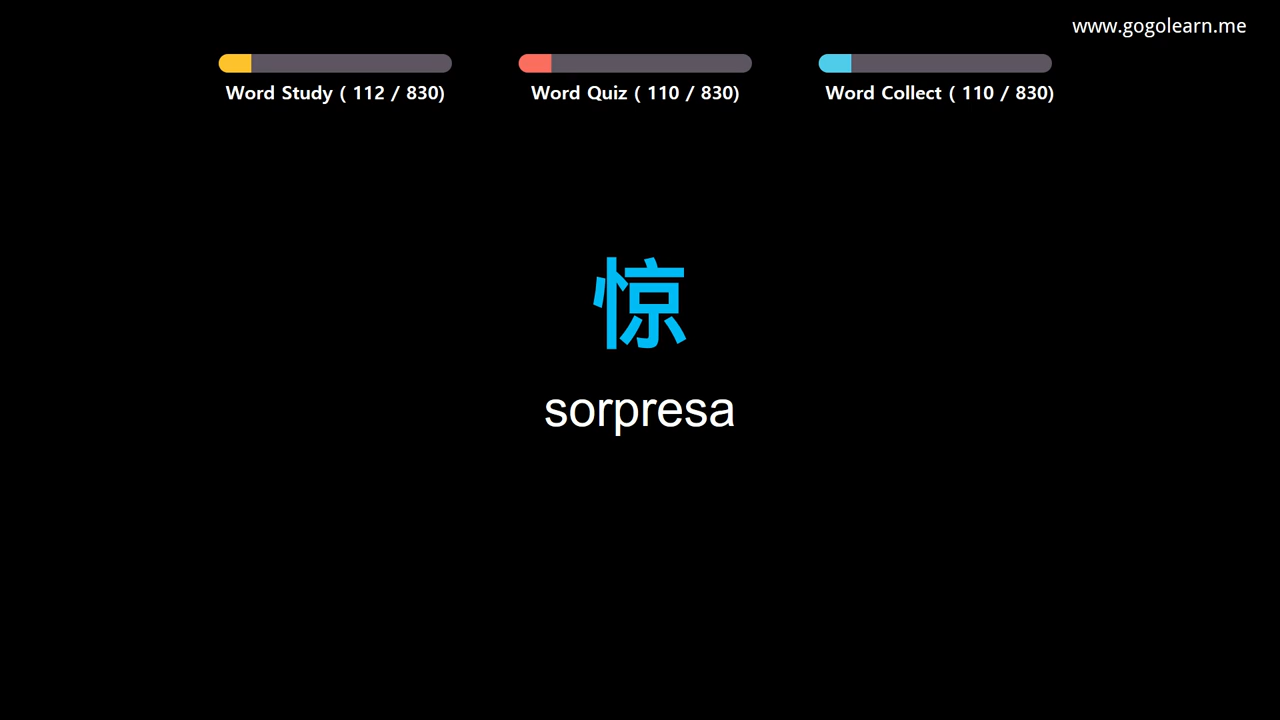 www.gogolearn.me
Word Study ( 112 / 830)
Word Quiz ( 110 / 830)
Word Collect ( 110 / 830)
惊
sorpresa